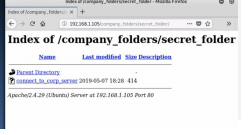 Index of /company_folders/secret_folder - Mozilla Firefox
Index of /company_folders/s
192.168.1.105/company_folders/secret_folder/
Index of /company_folders/secret_folder
Name Last modified Size Description
Parent Directory -
connect_to_corp_server 2019-05-07 18:28 414
Apache/2.4.29 (Ubuntu) Server at 192.168.1.105 Port 80